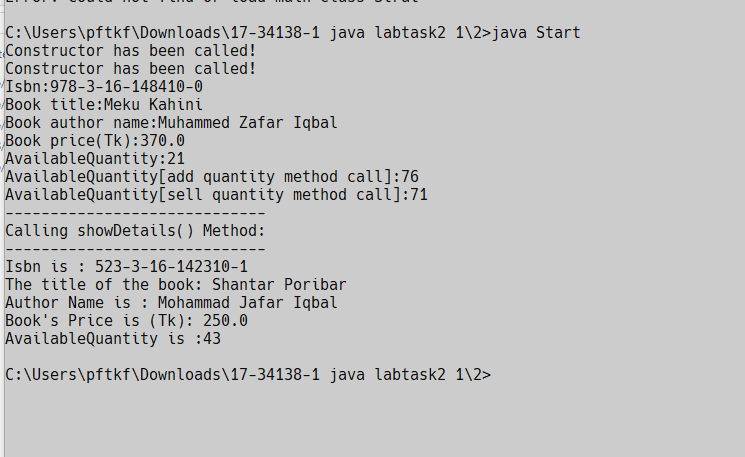 C:\Users\pftkf\Downloads\17-34138-1 java labtask2 1\2>java Start
Constructor has been called!
Constructor has been called!
Isbn:978-3-16-148410-0
Book title:Meku Kahini
Book author name:Muhammed Zafar Iqbal
Book price(Tk):370.0
AvailableQuantity:21
AvailableQuantity[add quantity method call]:76
AvailableQuantity[sell quantity method call]:71
-----------------------------
Calling showDetails() Method:
-----------------------------
Isbn is : 523-3-16-142310-1
The title of the book: Shantar Poribar
Author Name is : Mohammad Jafar Iqbal
Book's Price is (Tk): 250.0
AvailableQuantity is :43
C:\Users\pftkf\Downloads\17-34138-1 java labtask2 1\2>